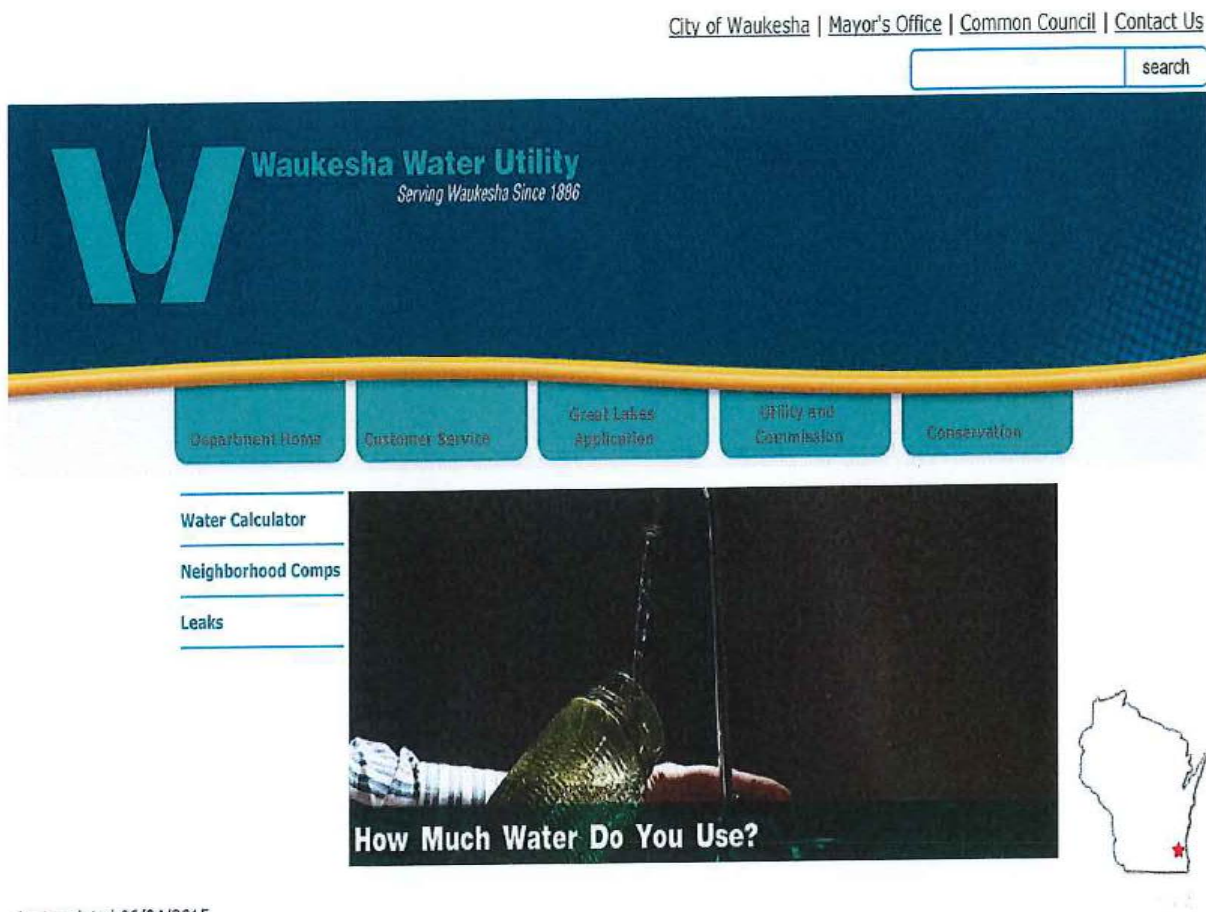 City of Waukesha | Mayor's Office | Common Council | Contact Us
search
Waukesha Water Utility
Serving Waukesha Since 1886
Department Home
Customer Service
Great Lakes
Application
Utility and
Commission
Conservation
Water Calculator
Neighborhood Comps
Leaks
How Much Water Do You Use?